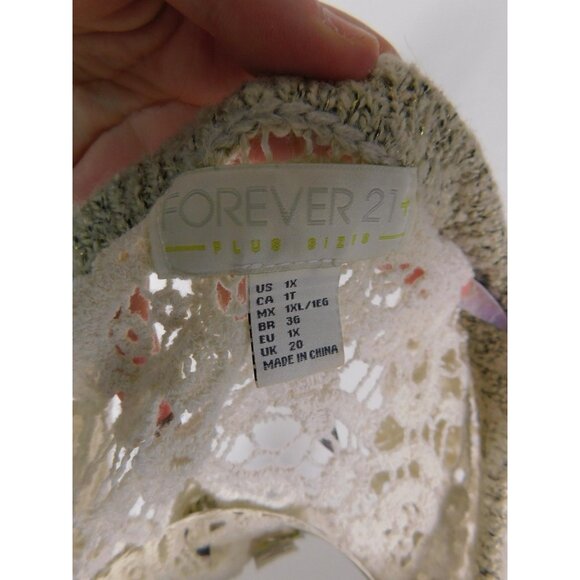 FOREVER 21+
PLUS SIZES
US 1X
CA 1T
MX 1XL/1EG
BR 3G
EU 1X
UK 20
MADE IN CHINA